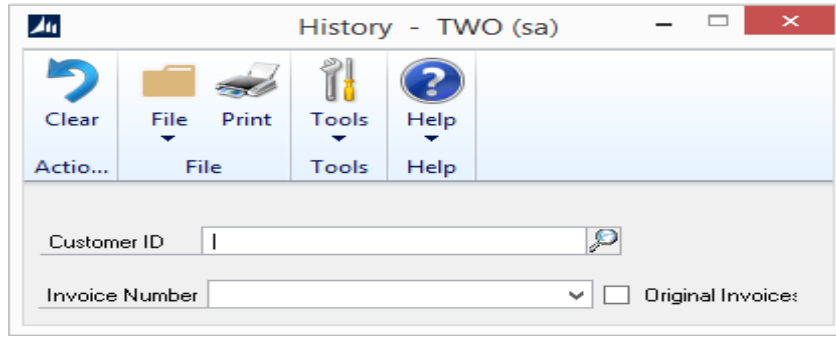 History - TWO (sa)
Clear File Print Tools Help
Actio... File Tools Help
Customer ID
Invoice Number Original Invoices